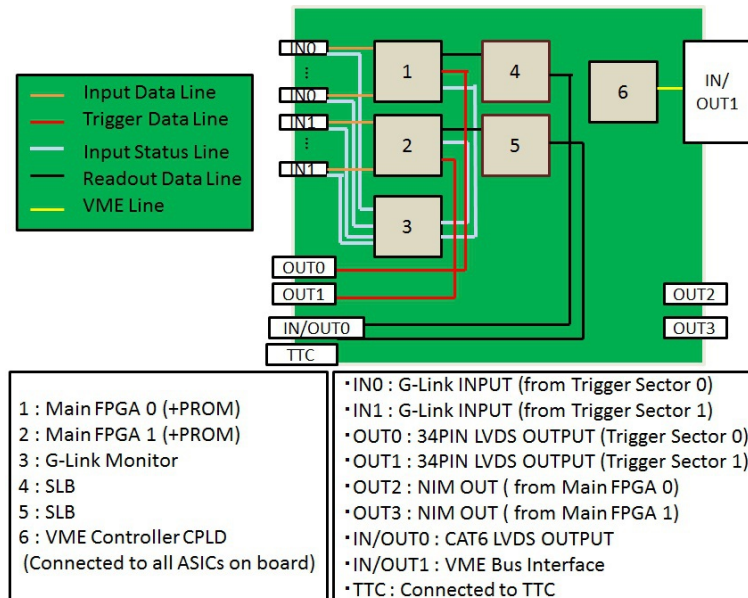 IN0
⋮
IN0
IN1
⋮
IN1
1
2
3
4
5
6
IN/
OUT1
OUT0
OUT1
IN/OUT0
TTC
OUT2
OUT3
Input Data Line
Trigger Data Line
Input Status Line
Readout Data Line
VME Line
1 : Main FPGA 0 (+PROM)
2 : Main FPGA 1 (+PROM)
3 : G-Link Monitor
4 : SLB
5 : SLB
6 : VME Controller CPLD
(Connected to all ASICs on board)
・IN0 : G-Link INPUT (from Trigger Sector 0)
・IN1 : G-Link INPUT (from Trigger Sector 1)
・OUT0 : 34PIN LVDS OUTPUT (Trigger Sector 0)
・OUT1 : 34PIN LVDS OUTPUT (Trigger Sector 1)
・OUT2 : NIM OUT ( from Main FPGA 0)
・OUT3 : NIM OUT ( from Main FPGA 1)
・IN/OUT0 : CAT6 LVDS OUTPUT
・IN/OUT1 : VME Bus Interface
・TTC : Connected to TTC